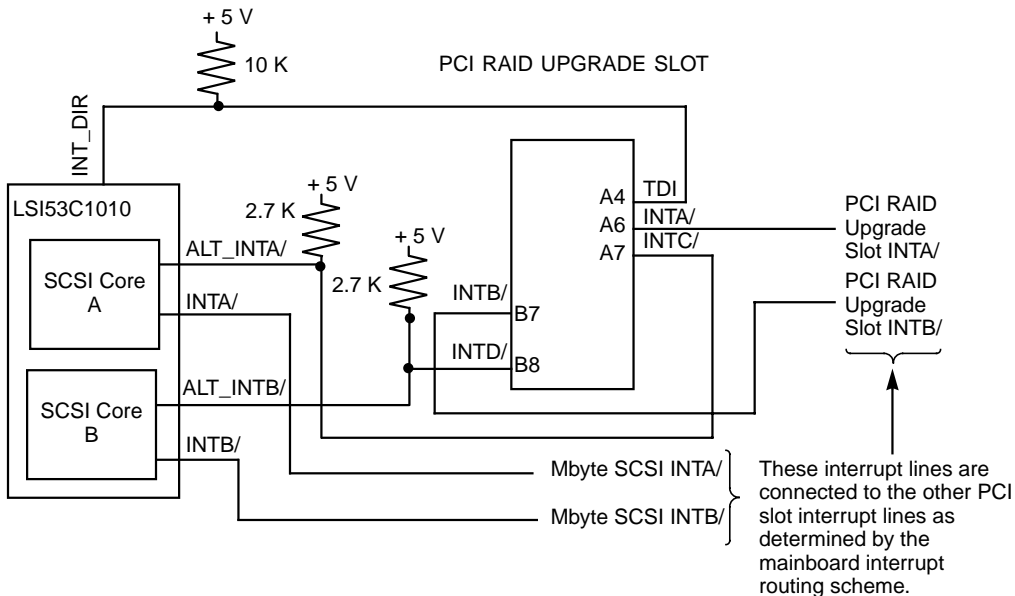 + 5 V
10 K
PCI RAID UPGRADE SLOT
INT_DIR
LSI53C1010
SCSI Core
A
ALT_INTA/
INTA/
SCSI Core
B
ALT_INTB/
INTB/
+ 5 V
2.7 K
+ 5 V
2.7 K
INTB/
B7
INTD/
B8
A4
TDI
A6
INTA/
A7
INTC/
PCI RAID
Upgrade
Slot INTA/
PCI RAID
Upgrade
Slot INTB/
Mbyte SCSI INTA/
Mbyte SCSI INTB/
These interrupt lines are
connected to the other PCI
slot interrupt lines as
determined by the
mainboard interrupt
routing scheme.